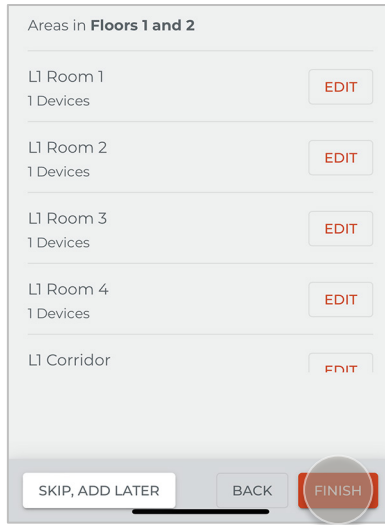 Areas in Floors 1 and 2
L1 Room 1
EDIT
1 Devices
L1 Room 2
EDIT
1 Devices
L1 Room 3
EDIT
1 Devices
L1 Room 4
EDIT
1 Devices
L1 Corridor
EDIT
SKIP, ADD LATER
BACK
FINISH